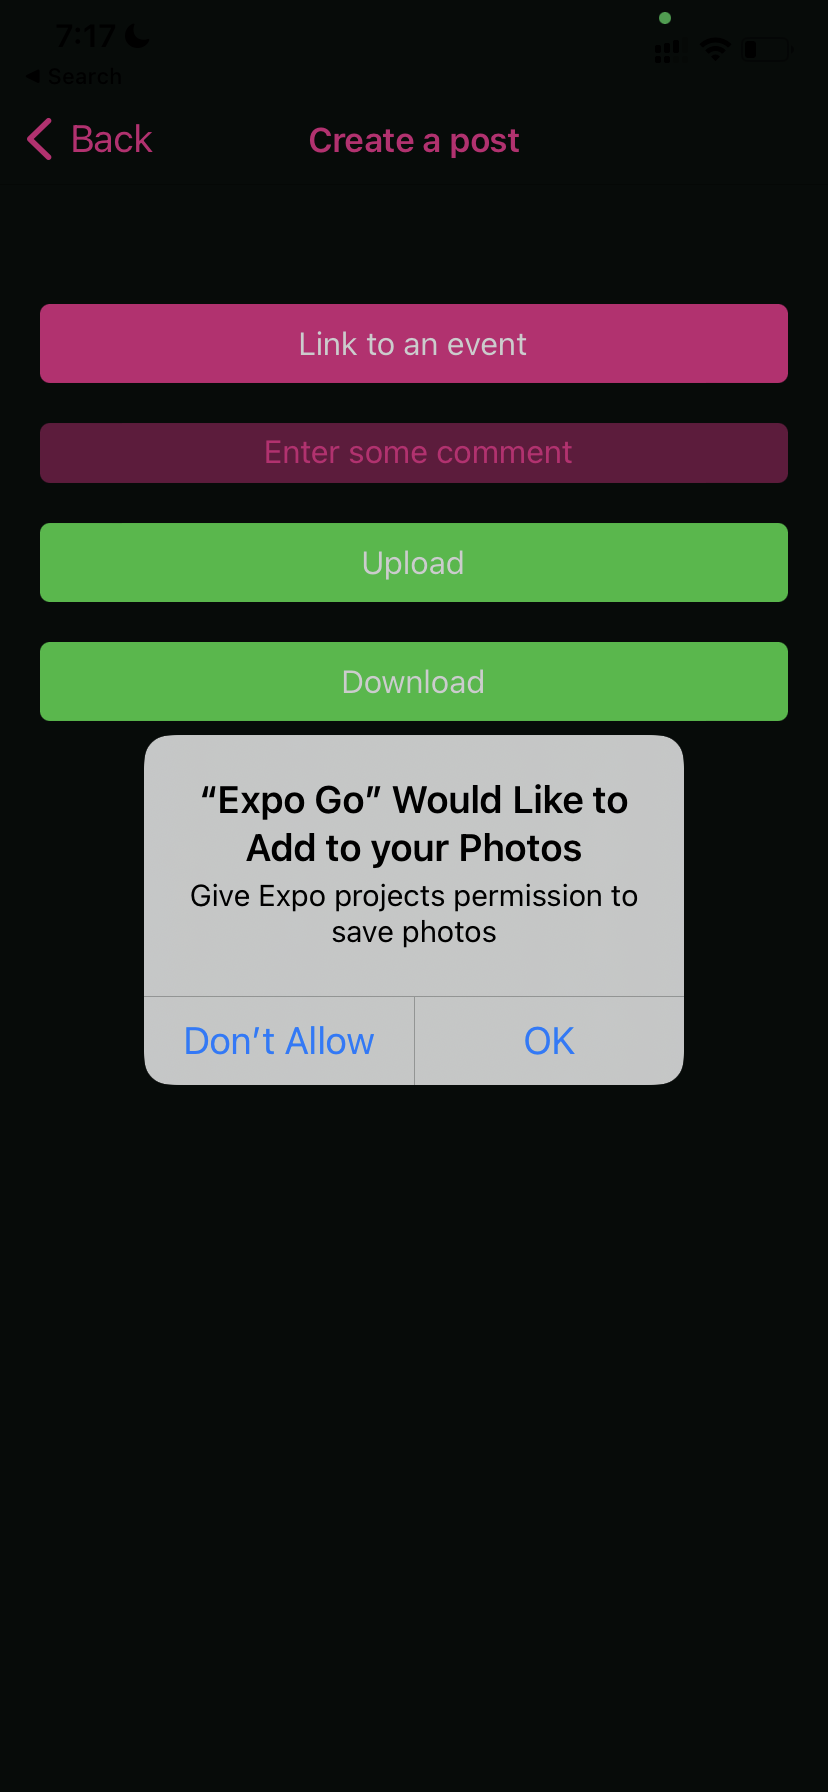 7:17
Search
Back
Create a post
Link to an event
Enter some comment
Upload
Download
“Expo Go” Would Like to
Add to your Photos
Give Expo projects permission to
save photos
Don’t Allow
OK